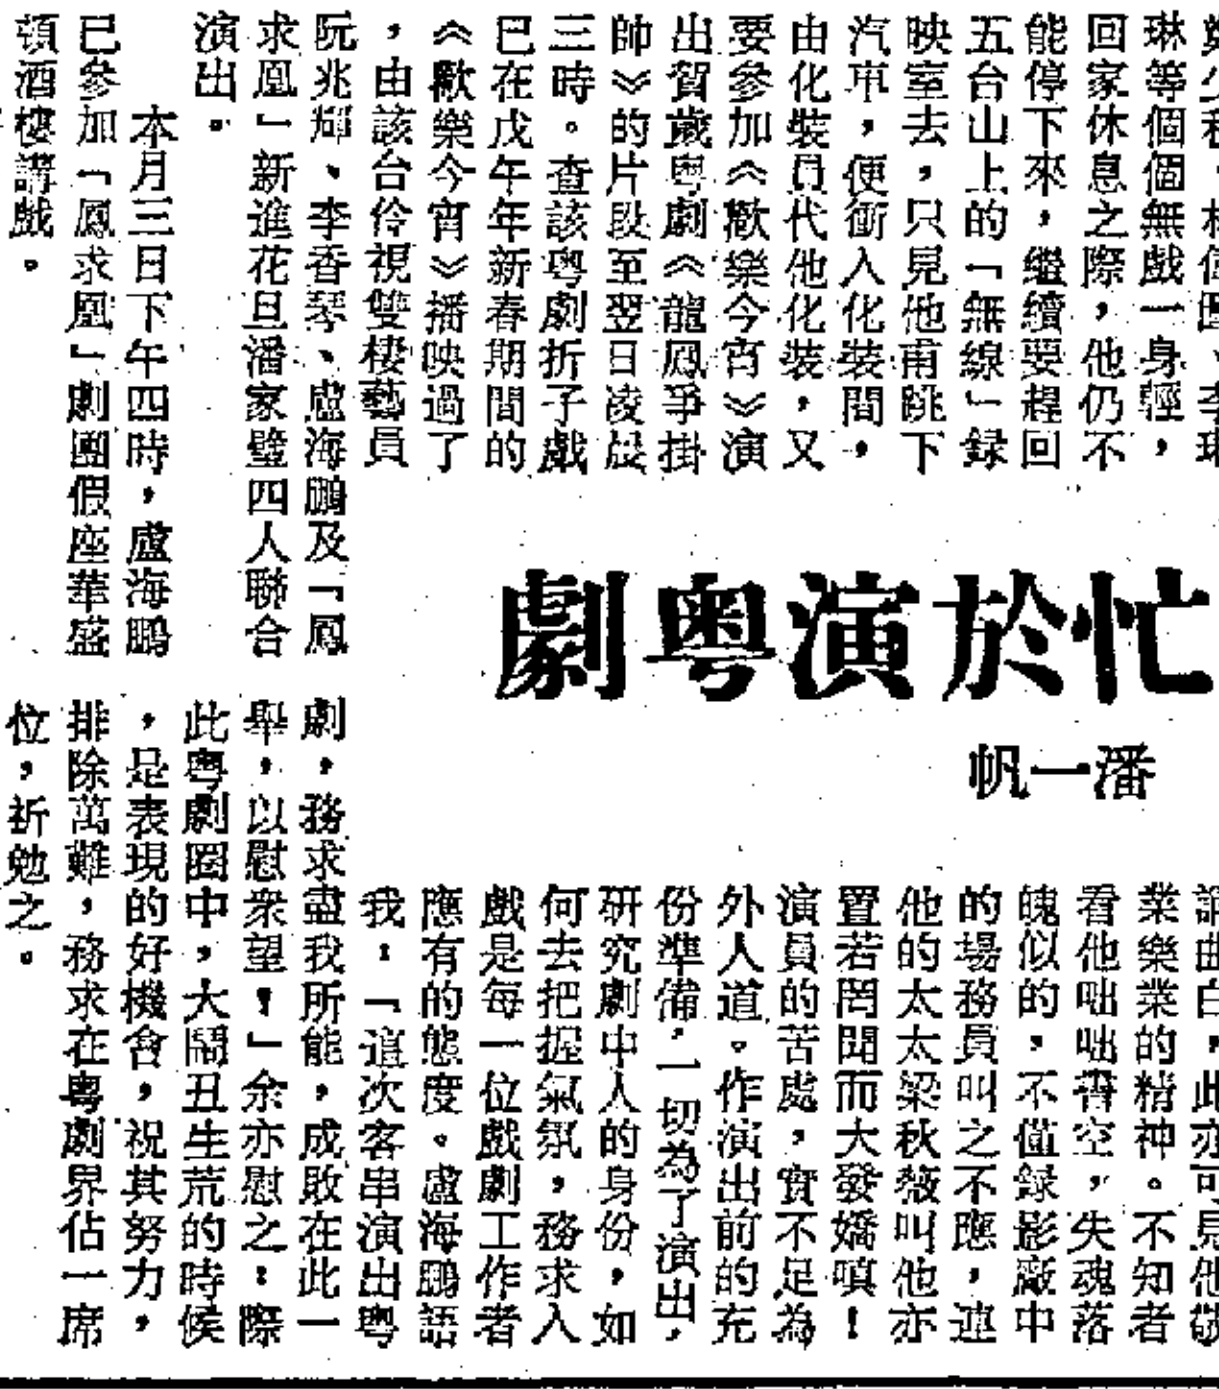 忙於演粵劇
潘一帆
琳等個個無戲一身輕，
回家休息之際，他仍不
能停下來，繼續要趕回
五台山上的「無線」録
映室去，只見他甫跳下
汽車，便衝入化裝間，
由化裝員代他化裝，又
要參加《歡樂今宵》演
出賀歲粵劇《龍鳳爭掛
帥》的片段至翌日凌晨
三時。查該粵劇折子戲
已在戊午年新春期間的
《歡樂今宵》播映過了
，由該台伶視雙棲藝員
阮兆輝、李香琴、盧海鵬及「鳳
求凰」新進花旦潘家璧四人聯合
演出。
本月三日下午四時，盧海鵬
已參加「鳳求凰」劇團假座華盛
頓酒樓講戲。
講曲白，此亦可見他敬
業樂業的精神。不知者
看他咄咄書空，失魂落
魄似的，不僅録影廠中
的場務員叫之不應，連
他的太太梁秋薇叫他亦
置若罔聞而大發嬌嗔！
演員的苦處，實不足為
外人道。作演出前的充
份準備，一切為了演出，
研究劇中人的身份，如
何去把握氣氛，務求入
戲是每一位戲劇工作者
應有的態度。盧海鵬語
我：「這次客串演出粵
劇，務求盡我所能，成敗在此一
舉，以慰衆望！」余亦慰之：際
此粵劇圈中，大鬧丑生荒的時候
，是表現的好機會，祝其努力，
排除萬難，務求在粵劇界佔一席
位，祈勉之。